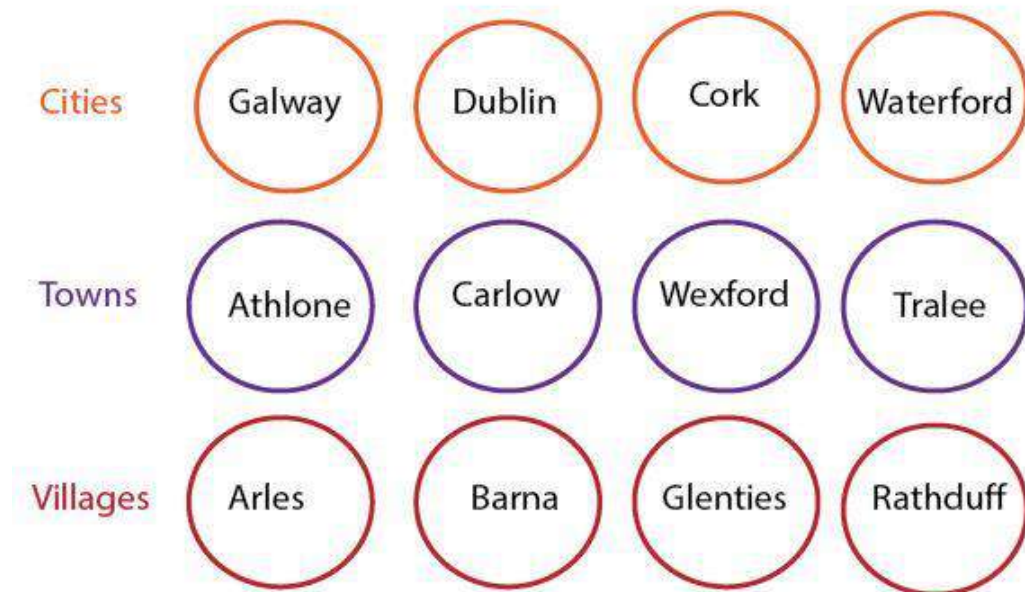 Cities Galway Dublin Cork Waterford
Towns Athlone Carlow Wexford Tralee
Villages Arles Barna Glenties Rathduff